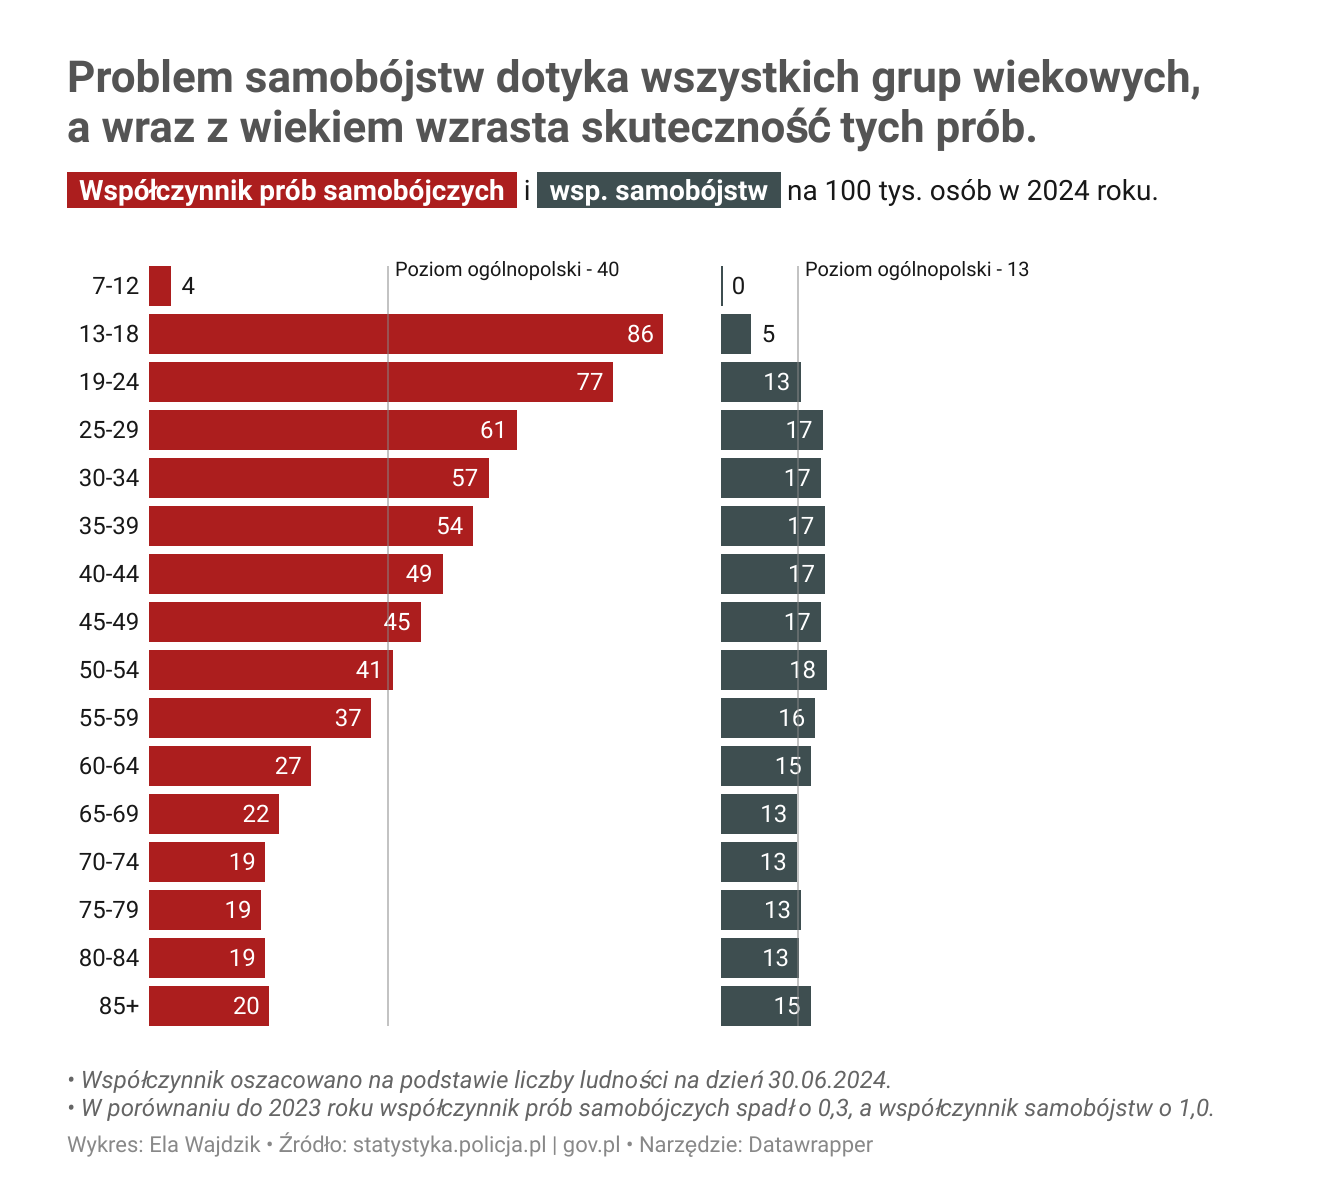 Problem samobójstw dotyka wszystkich grup wiekowych,
a wraz z wiekiem wzrasta skuteczność tych prób.
Współczynnik prób samobójczych i wsp. samobójstw na 100 tys. osób w 2024 roku.
Poziom ogólnopolski - 40 Poziom ogólnopolski - 13
7-12 4 0
13-18 86 5
19-24 77 13
25-29 61 17
30-34 57 17
35-39 54 17
40-44 49 17
45-49 45 17
50-54 41 18
55-59 37 16
60-64 27 15
65-69 22 13
70-74 19 13
75-79 19 13
80-84 19 13
85+ 20 15
• Współczynnik oszacowano na podstawie liczby ludności na dzień 30.06.2024.
• W porównaniu do 2023 roku współczynnik prób samobójczych spadł o 0,3, a współczynnik samobójstw o 1,0.
Wykres: Ela Wajdzik • Źródło: statystyka.policja.pl | gov.pl • Narzędzie: Datawrapper